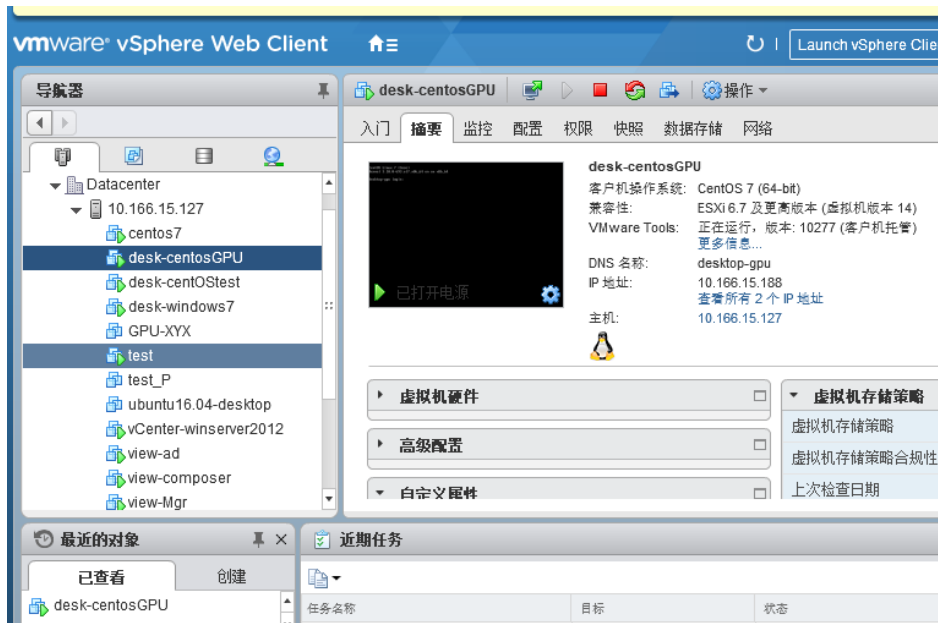 vmware® vSphere Web Client
Launch vSphere Clie
导航器
desk-centosGPU
操作
入门 摘要 监控 配置 权限 快照 数据存储 网络
Datacenter
10.166.15.127
centos7
desk-centosGPU
desk-centOStest
desk-windows7
GPU-XYX
test
test_P
ubuntu16.04-desktop
vCenter-winserver2012
view-ad
view-composer
view-Mgr
已打开电源
desk-centosGPU
客户机操作系统: CentOS 7 (64-bit)
兼容性: ESXi 6.7 及更高版本 (虚拟机版本 14)
VMware Tools: 正在运行，版本: 10277 (客户机托管)
更多信息...
DNS 名称: desktop-gpu
IP 地址: 10.166.15.188
查看所有 2 个 IP 地址
主机: 10.166.15.127
虚拟机硬件
高级配置
自定义属性
虚拟机存储策略
虚拟机存储策略
虚拟机存储策略合规性
上次检查日期
最近的对象
已查看 创建
desk-centosGPU
近期任务
任务名称 目标 状态